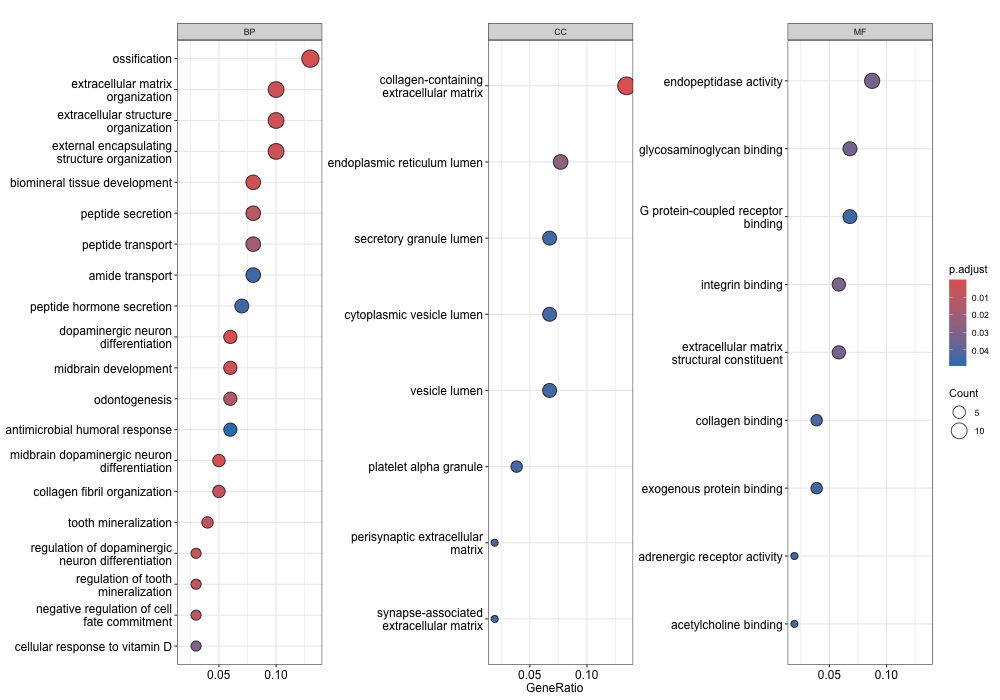 BP
ossification
extracellular matrix
organization
extracellular structure
organization
external encapsulating
structure organization
biomineral tissue development
peptide secretion
peptide transport
amide transport
peptide hormone secretion
dopaminergic neuron
differentiation
midbrain development
odontogenesis
antimicrobial humoral response
midbrain dopaminergic neuron
differentiation
collagen fibril organization
tooth mineralization
regulation of dopaminergic
neuron differentiation
regulation of tooth
mineralization
negative regulation of cell
fate commitment
cellular response to vitamin D
0.05 0.10
CC
collagen-containing
extracellular matrix
endoplasmic reticulum lumen
secretory granule lumen
cytoplasmic vesicle lumen
vesicle lumen
platelet alpha granule
perisynaptic extracellular
matrix
synapse-associated
extracellular matrix
0.05 0.10
GeneRatio
MF
endopeptidase activity
glycosaminoglycan binding
G protein-coupled receptor
binding
integrin binding
extracellular matrix
structural constituent
collagen binding
exogenous protein binding
adrenergic receptor activity
acetylcholine binding
0.05 0.10
p.adjust
0.01
0.02
0.03
0.04
Count
5
10